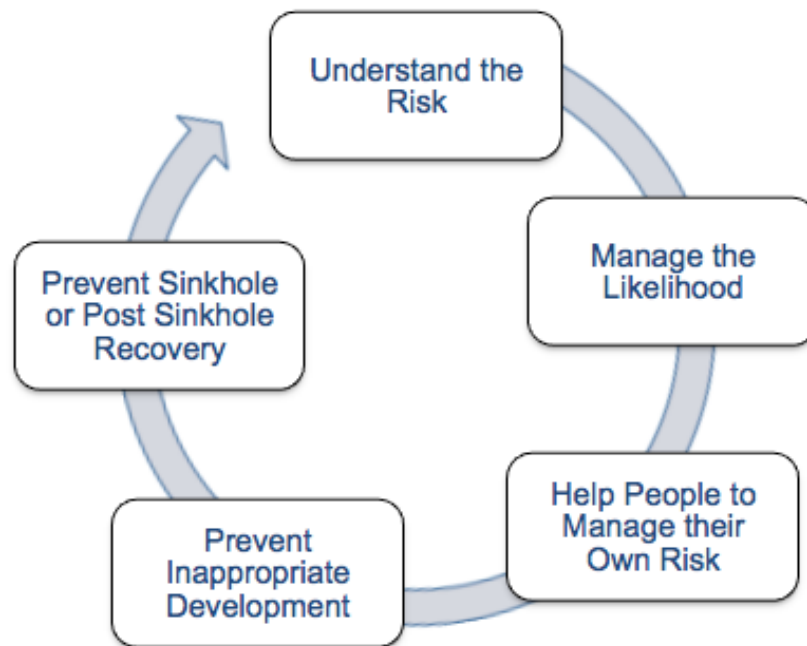 Understand the
Risk
Manage the
Likelihood
Help People to
Manage their
Own Risk
Prevent
Inappropriate
Development
Prevent Sinkhole
or Post Sinkhole
Recovery